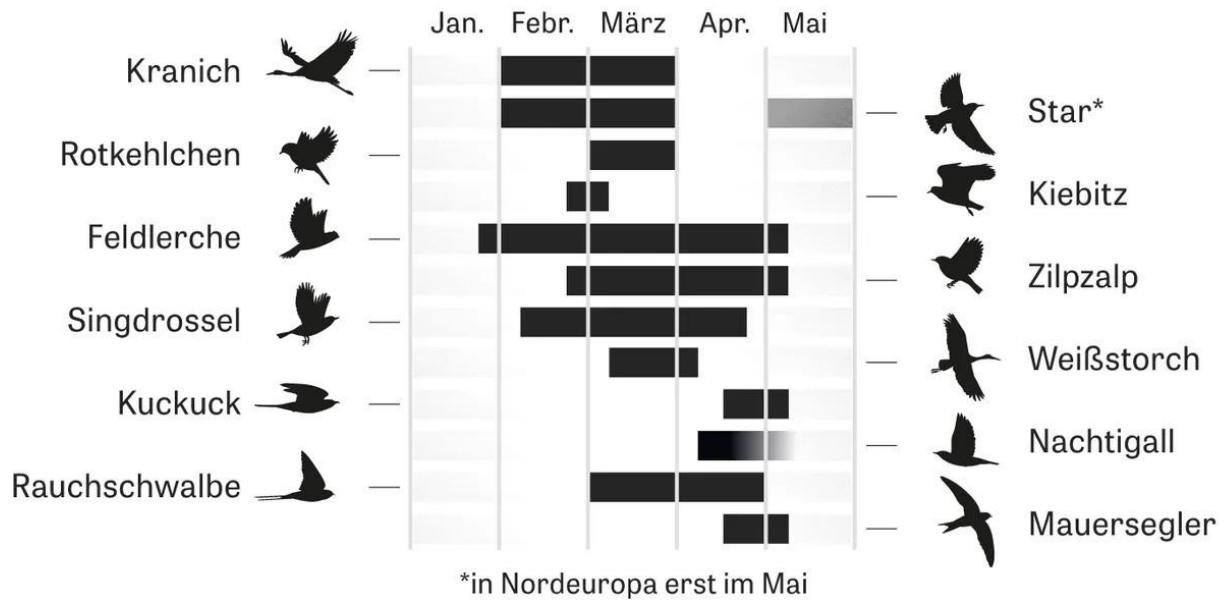 Jan. Febr. März Apr. Mai
Kranich
Star*
Rotkehlchen
Kiebitz
Feldlerche
Zilpzalp
Singdrossel
Weißstorch
Kuckuck
Nachtigall
Rauchschwalbe
Mauersegler
*in Nordeuropa erst im Mai